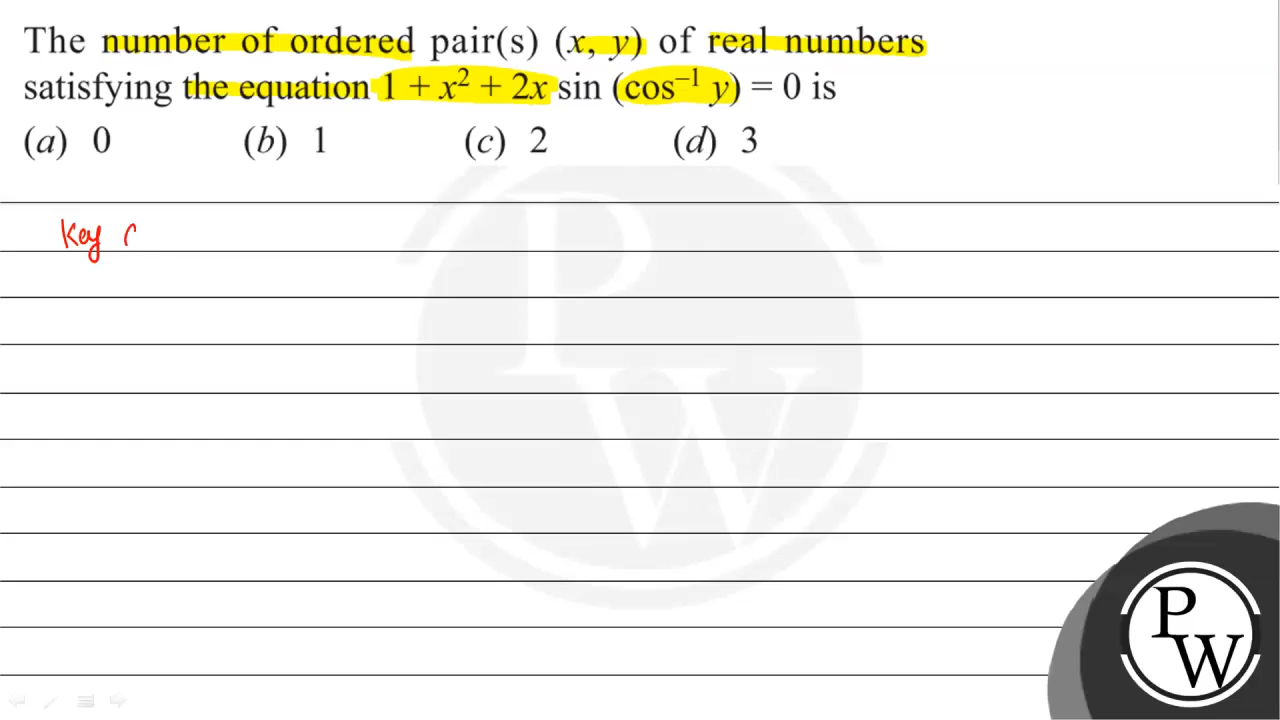 The number of ordered pair(s) (x, y) of real numbers
satisfying the equation 1 + x² + 2x sin (cos⁻¹ y) = 0 is
(a) 0 (b) 1 (c) 2 (d) 3
Key
P
W
P
W